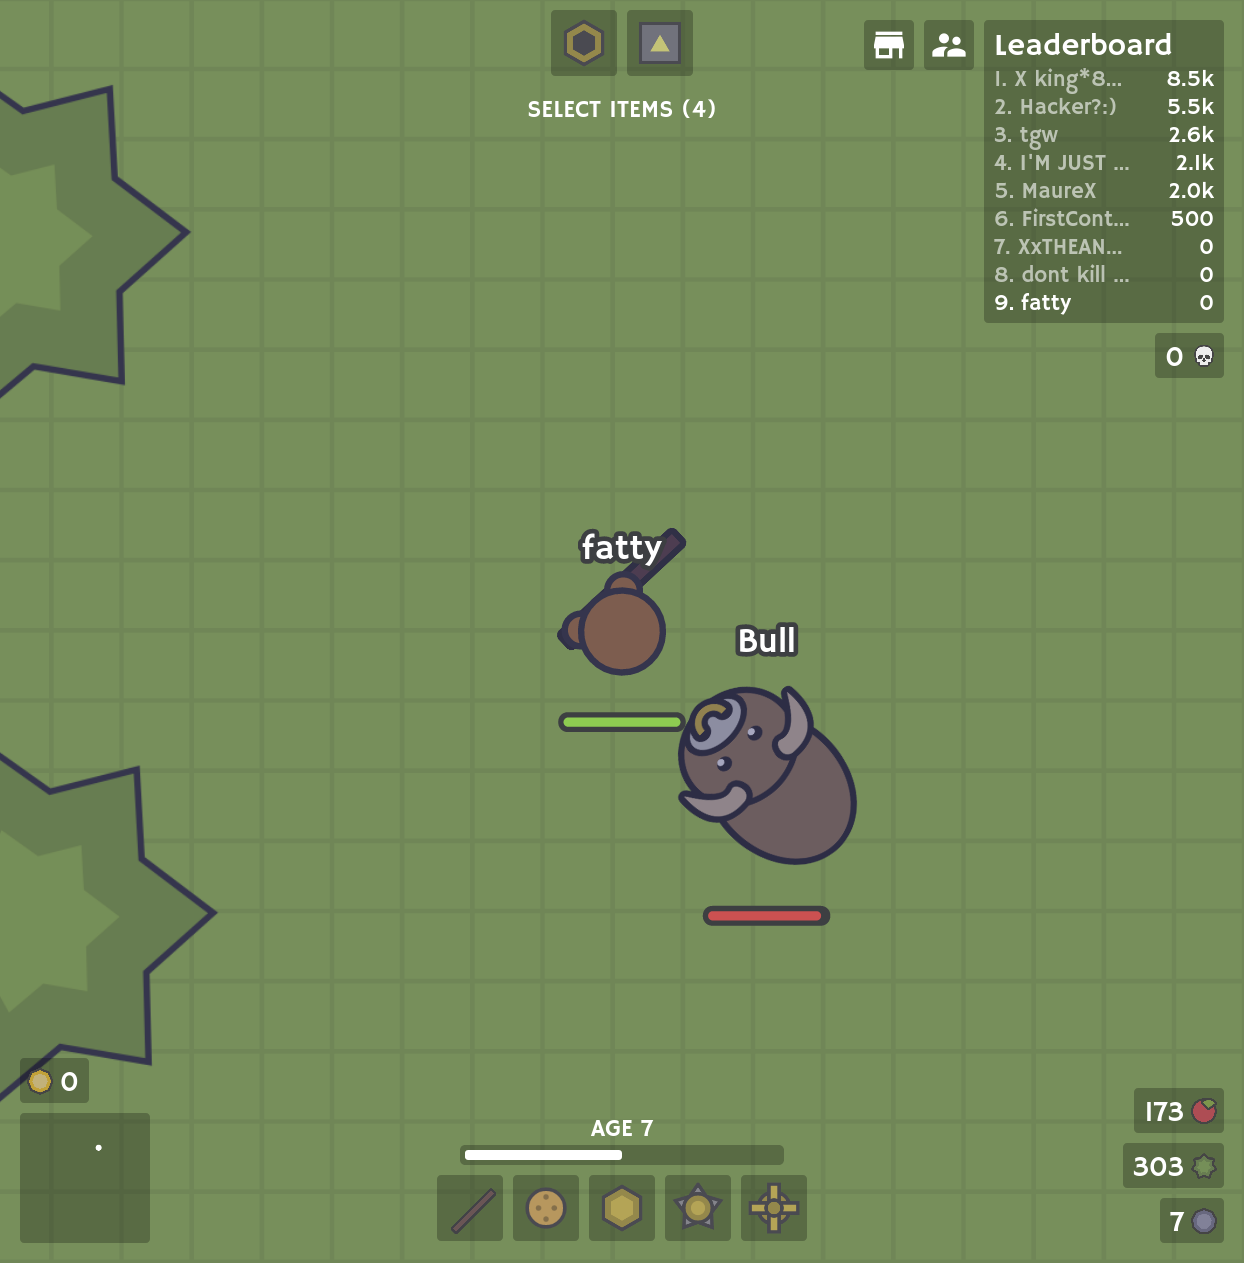 SELECT ITEMS (4)
Leaderboard
1. X king*8... 8.5k
2. Hacker?:) 5.5k
3. tgw 2.6k
4. I'M JUST ... 2.1k
5. MaureX 2.0k
6. FirstCont... 500
7. XxTHEAN... 0
8. dont kill ... 0
9. fatty 0
0
fatty
Bull
0
AGE 7
173
303
7